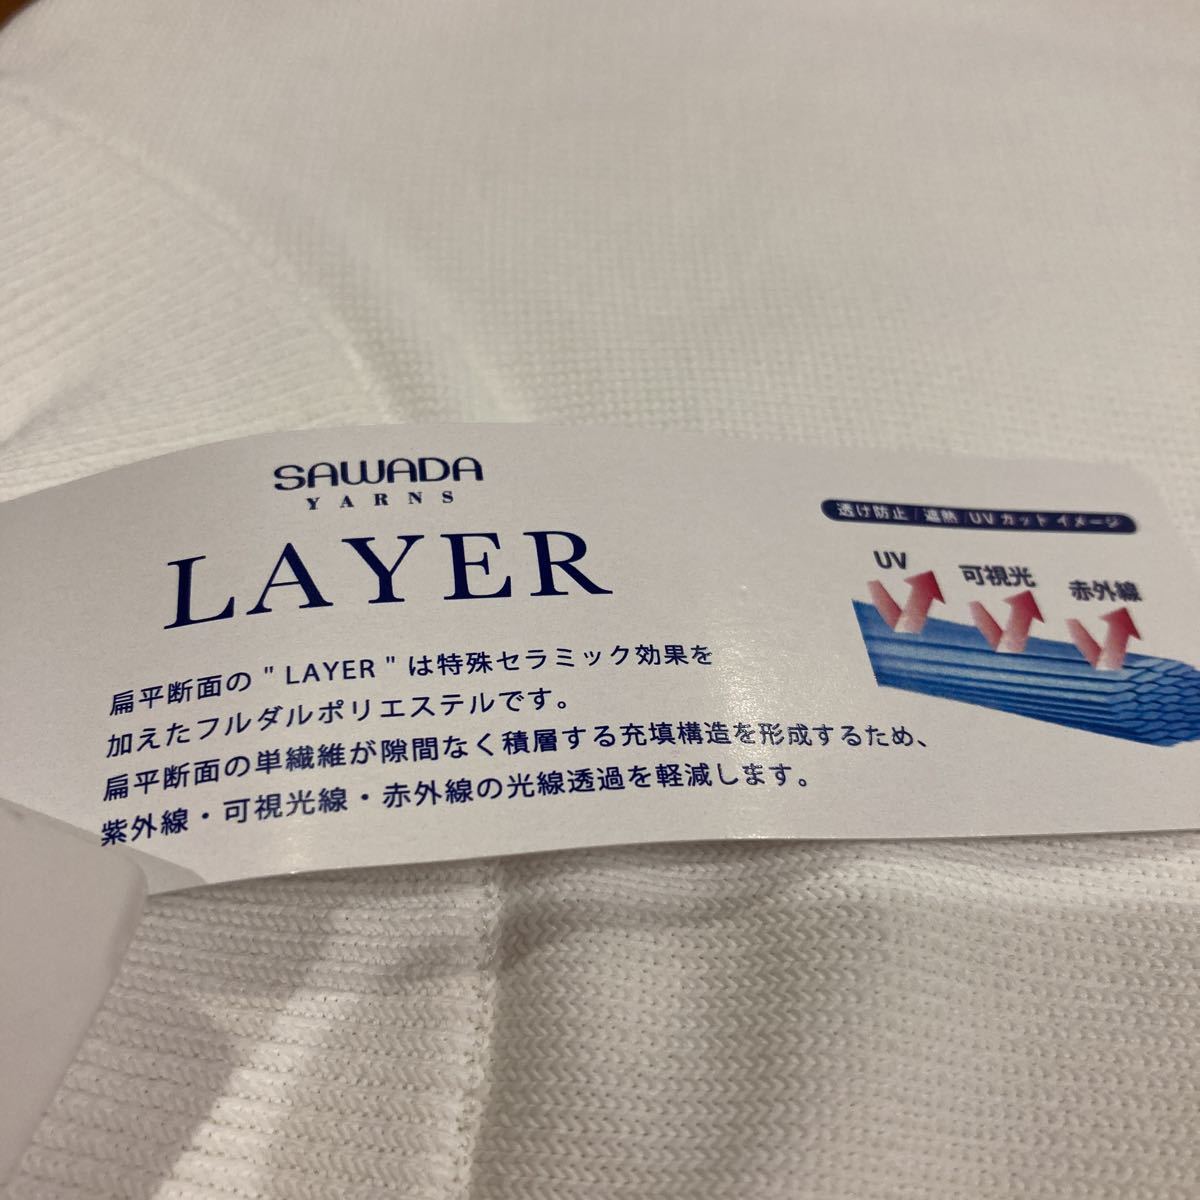 SAWADA
YARNS
LAYER
扁平断面の " LAYER " は特殊セラミック効果を
加えたフルダルポリエステルです。
扁平断面の単繊維が隙間なく積層する充填構造を形成するため、
紫外線・可視光線・赤外線の光線透過を軽減します。
透け防止 / 遮熱 /UV カット イメージ
UV
可視光
赤外線